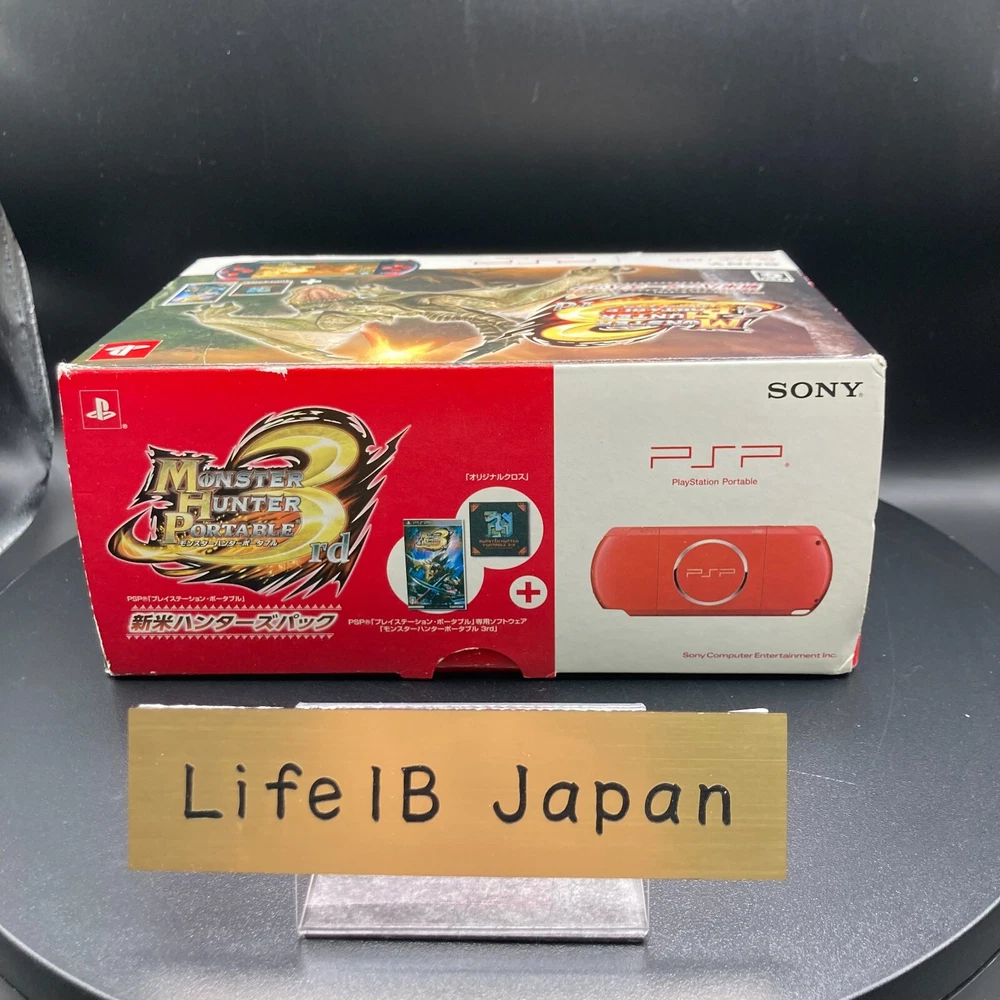 SONY
PSP
PlayStation Portable
MONSTER
HUNTER
PORTABLE 3rd
モンスターハンターポータブル
「オリジナルクロス」
PSP®「プレイステーション・ポータブル」
新米ハンターズパック
PSP®「プレイステーション・ポータブル」専用ソフトウェア
「モンスターハンターポータブル 3rd」
PSP
Sony Computer Entertainment Inc.
Life IB Japan